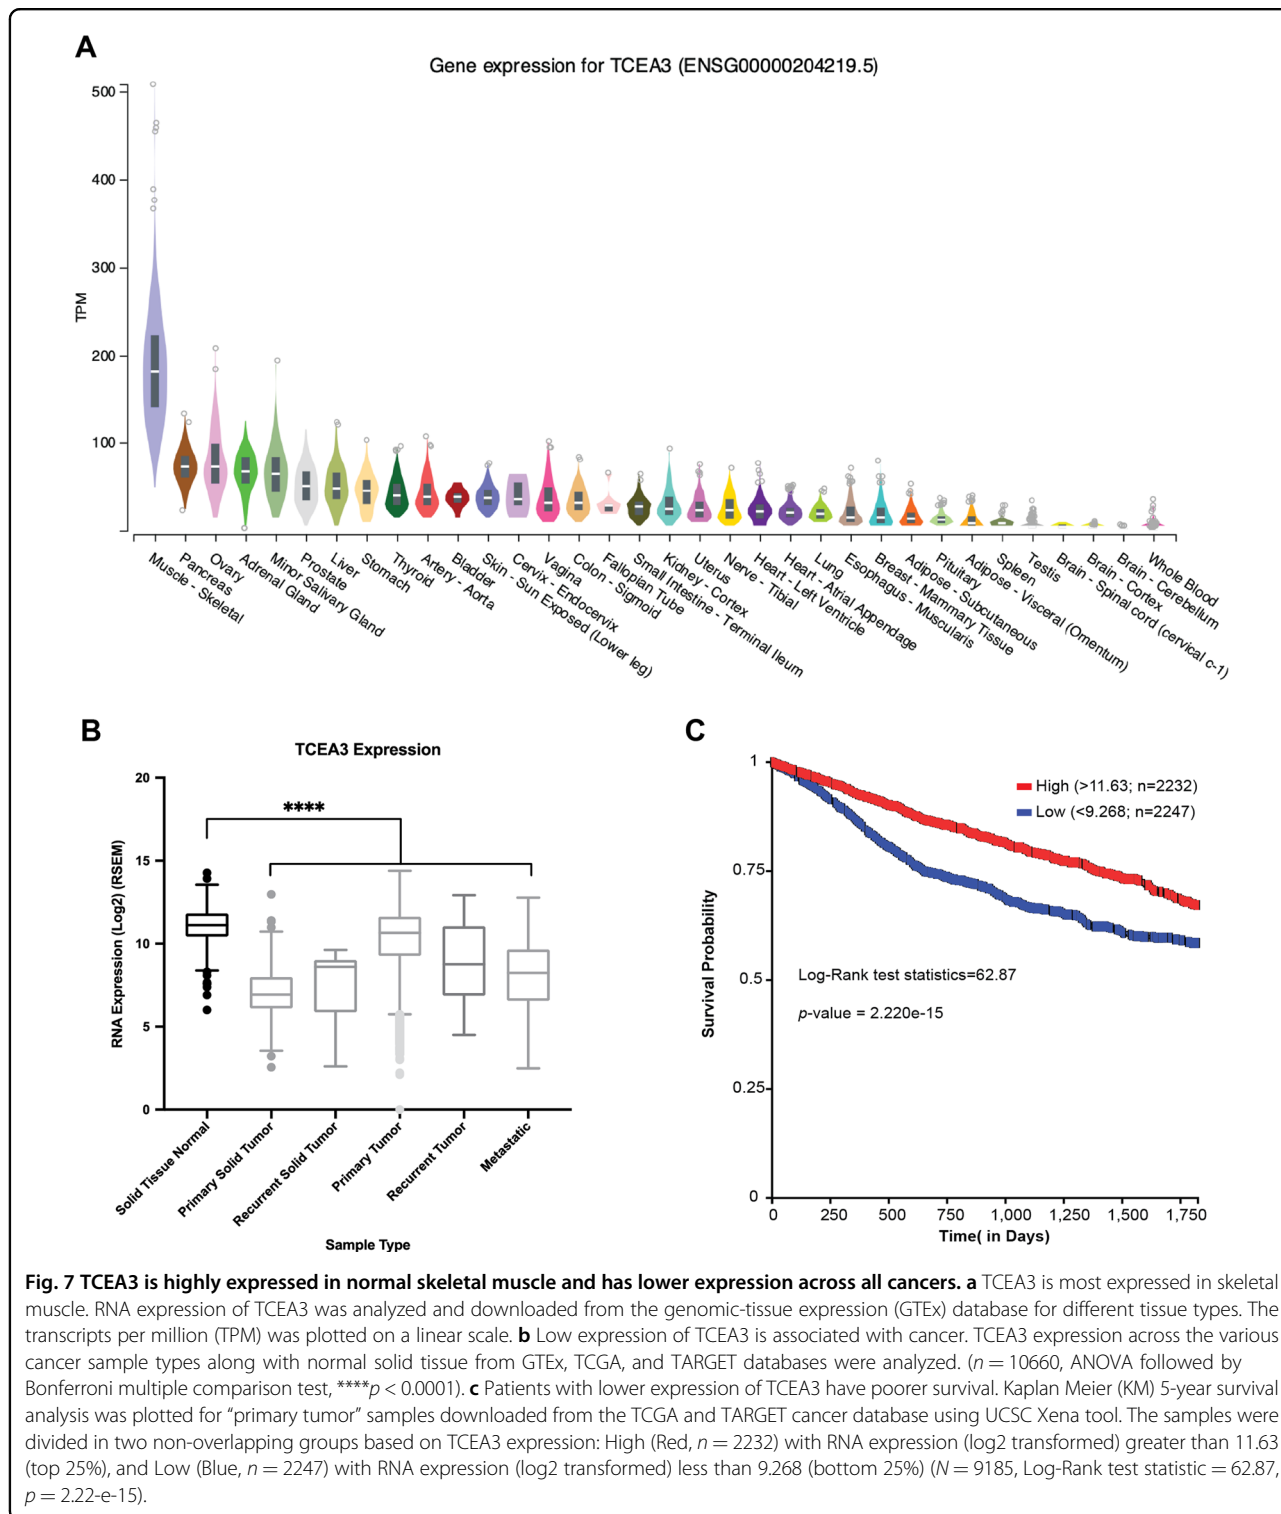 A
Gene expression for TCEA3 (ENSG00000204219.5)
500
400
300
200
100
TPM
Muscle - Skeletal
Pancreas
Ovary
Adrenal Gland
Minor Salivary Gland
Prostate
Liver
Stomach
Thyroid
Artery - Aorta
Bladder
Skin - Sun Exposed (Lower leg)
Cervix - Endocervix
Vagina
Colon - Sigmoid
Fallopian Tube
Small Intestine - Terminal Ileum
Kidney - Cortex
Uterus
Nerve - Tibial
Heart - Left Ventricle
Heart - Atrial Appendage
Lung
Esophagus - Muscularis
Breast - Mammary Tissue
Adipose - Subcutaneous
Pituitary
Adipose - Visceral (Omentum)
Spleen
Testis
Brain - Spinal cord (cervical c-1)
Brain - Cortex
Brain - Cerebellum
Whole Blood
B
TCEA3 Expression
20
15
10
5
0
RNA Expression (Log2) (RSEM)
****
Solid Tissue Normal
Primary Solid Tumor
Recurrent Solid Tumor
Primary Tumor
Recurrent Tumor
Metastatic
Sample Type
C
1
0.75
0.5
0.25
0
Survival Probability
High (>11.63; n=2232)
Low (<9.268; n=2247)
Log-Rank test statistics=62.87
p-value = 2.220e-15
0 250 500 750 1,000 1,250 1,500 1,750
Time( in Days)
Fig. 7 TCEA3 is highly expressed in normal skeletal muscle and has lower expression across all cancers. a TCEA3 is most expressed in skeletal
muscle. RNA expression of TCEA3 was analyzed and downloaded from the genomic-tissue expression (GTEx) database for different tissue types. The
transcripts per million (TPM) was plotted on a linear scale. b Low expression of TCEA3 is associated with cancer. TCEA3 expression across the various
cancer sample types along with normal solid tissue from GTEx, TCGA, and TARGET databases were analyzed. (n = 10660, ANOVA followed by
Bonferroni multiple comparison test, ****p < 0.0001). c Patients with lower expression of TCEA3 have poorer survival. Kaplan Meier (KM) 5-year survival
analysis was plotted for “primary tumor” samples downloaded from the TCGA and TARGET cancer database using UCSC Xena tool. The samples were
divided in two non-overlapping groups based on TCEA3 expression: High (Red, n = 2232) with RNA expression (log2 transformed) greater than 11.63
(top 25%), and Low (Blue, n = 2247) with RNA expression (log2 transformed) less than 9.268 (bottom 25%) (N = 9185, Log-Rank test statistic = 62.87,
p = 2.22-e-15).